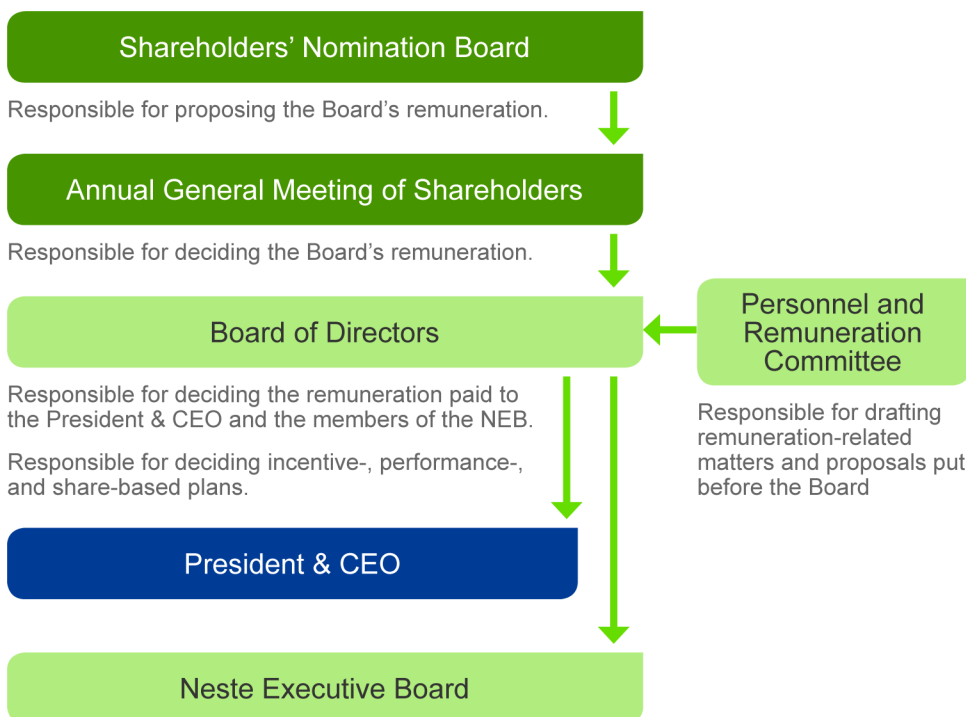 Shareholders’ Nomination Board
Responsible for proposing the Board’s remuneration.
Annual General Meeting of Shareholders
Responsible for deciding the Board’s remuneration.
Board of Directors
Responsible for deciding the remuneration paid to
the President & CEO and the members of the NEB.
Responsible for deciding incentive-, performance-,
and share-based plans.
Personnel and
Remuneration
Committee
Responsible for drafting
remuneration-related
matters and proposals put
before the Board
President & CEO
Neste Executive Board